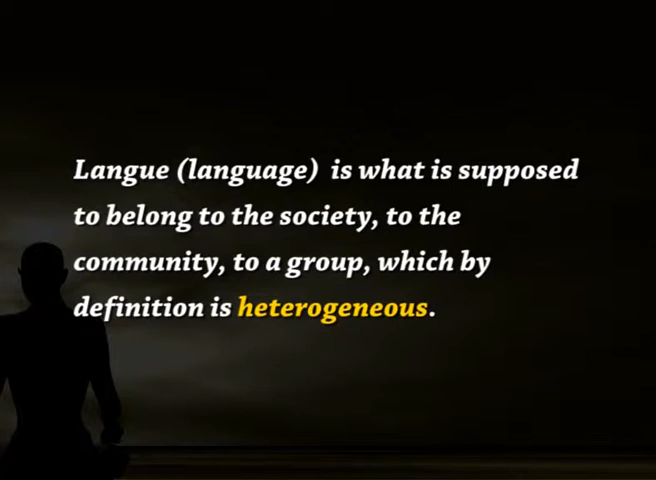 Langue (language) is what is supposed
to belong to the society, to the
community, to a group, which by
definition is heterogeneous.